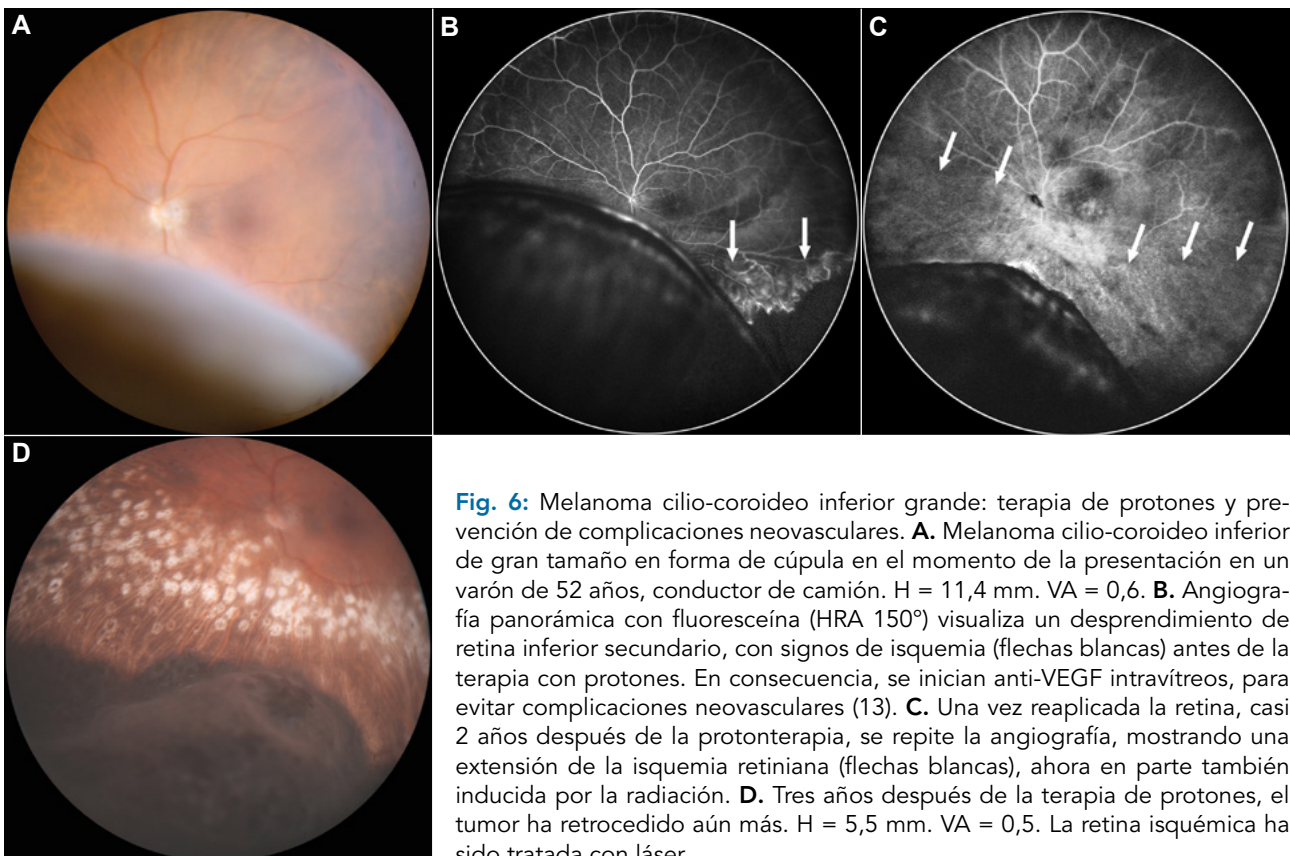 A
B
C
D
Fig. 6: Melanoma cilio-coroideo inferior grande: terapia de protones y pre-
vención de complicaciones neovasculares. A. Melanoma cilio-coroideo inferior
de gran tamaño en forma de cúpula en el momento de la presentación en un
varón de 52 años, conductor de camión. H = 11,4 mm. VA = 0,6. B. Angiogra-
fía panorámica con fluoresceína (HRA 150º) visualiza un desprendimiento de
retina inferior secundario, con signos de isquemia (flechas blancas) antes de la
terapia con protones. En consecuencia, se inician anti-VEGF intravítreos, para
evitar complicaciones neovasculares (13). C. Una vez reaplicada la retina, casi
2 años después de la protonterapia, se repite la angiografía, mostrando una
extensión de la isquemia retiniana (flechas blancas), ahora en parte también
inducida por la radiación. D. Tres años después de la terapia de protones, el
tumor ha retrocedido aún más. H = 5,5 mm. VA = 0,5. La retina isquémica ha
sido tratada con láser.